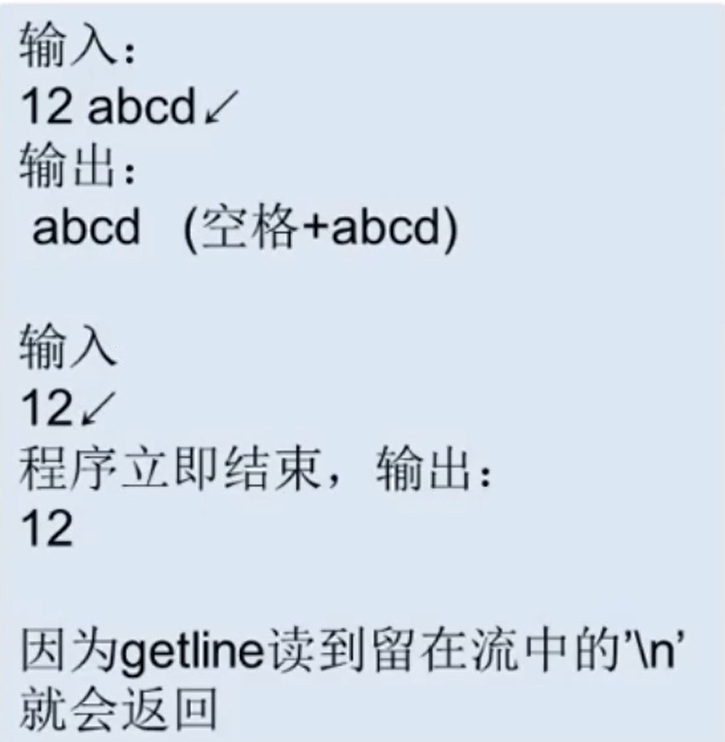 输入：
12 abcd↙
输出：
 abcd   (空格+abcd)
输入
12↙
程序立即结束，输出：
12
因为getline读到留在流中的’\n’
就会返回